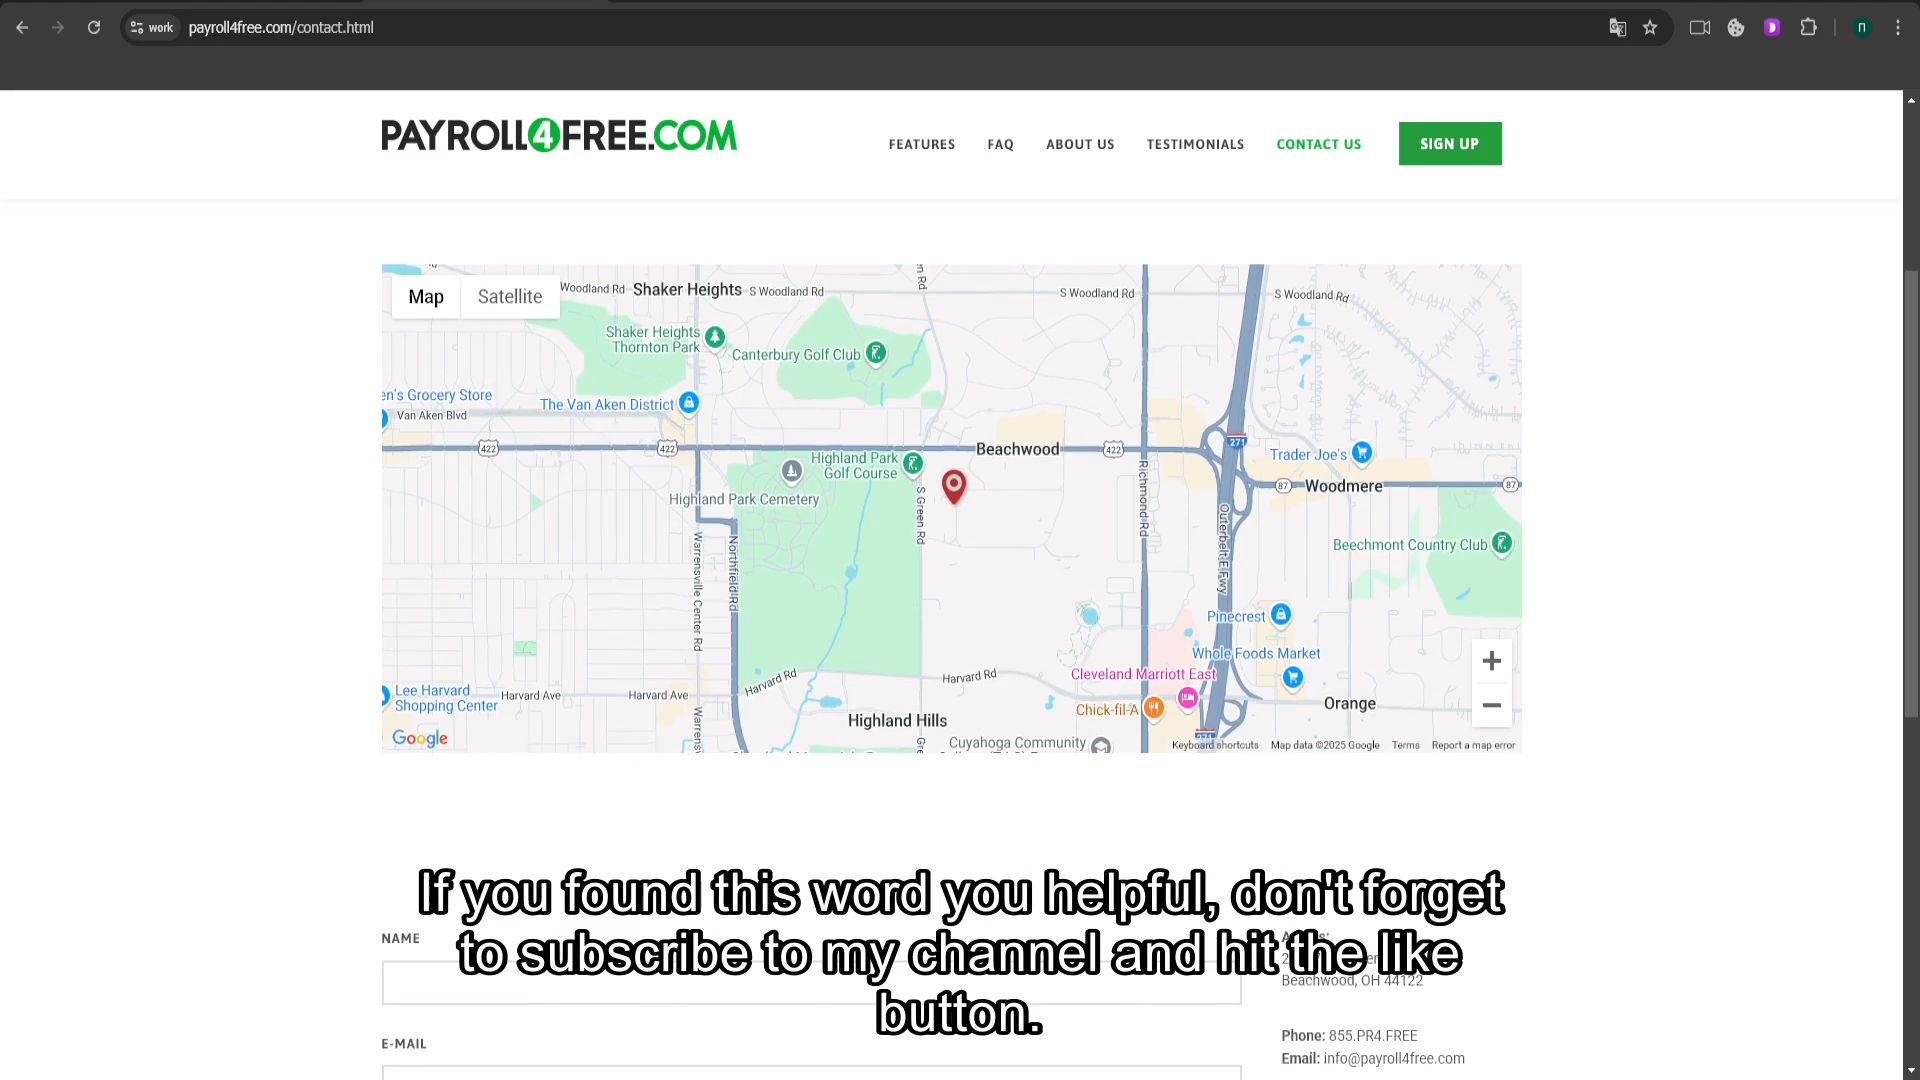 work
payroll4free.com/contact.html
PAYROLL4FREE.COM
FEATURES
FAQ
ABOUT US
TESTIMONIALS
CONTACT US
SIGN UP
Map
Satellite
Woodland Rd
Shaker Heights
S Woodland Rd
S Woodland Rd
S Woodland Rd
Shaker Heights
Thornton Park
Canterbury Golf Club
en's Grocery Store
Van Aken Blvd
The Van Aken District
422
422
Highland Park
Golf Course
Beachwood
422
271
Trader Joe's
87
Woodmere
87
Highland Park Cemetery
S Green Rd
Richmond Rd
Outerbelt E Fwy
Warrensville Center Rd
Northfield Rd
Beechmont Country Club
Pinecrest
Whole Foods Market
Harvard Rd
Harvard Rd
Cleveland Marriott East
Lee Harvard
Shopping Center
Harvard Ave
Harvard Ave
Chick-fil-A
Orange
Highland Hills
Cuyahoga Community
271
Google
Keyboard shortcuts
Map data ©2025 Google
Terms
Report a map error
If you found this word you helpful, don't forget
to subscribe to my channel and hit the like
button.
NAME
E-MAIL
Beachwood, OH 44122
Phone: 855.PR4.FREE
Email: info@payroll4free.com